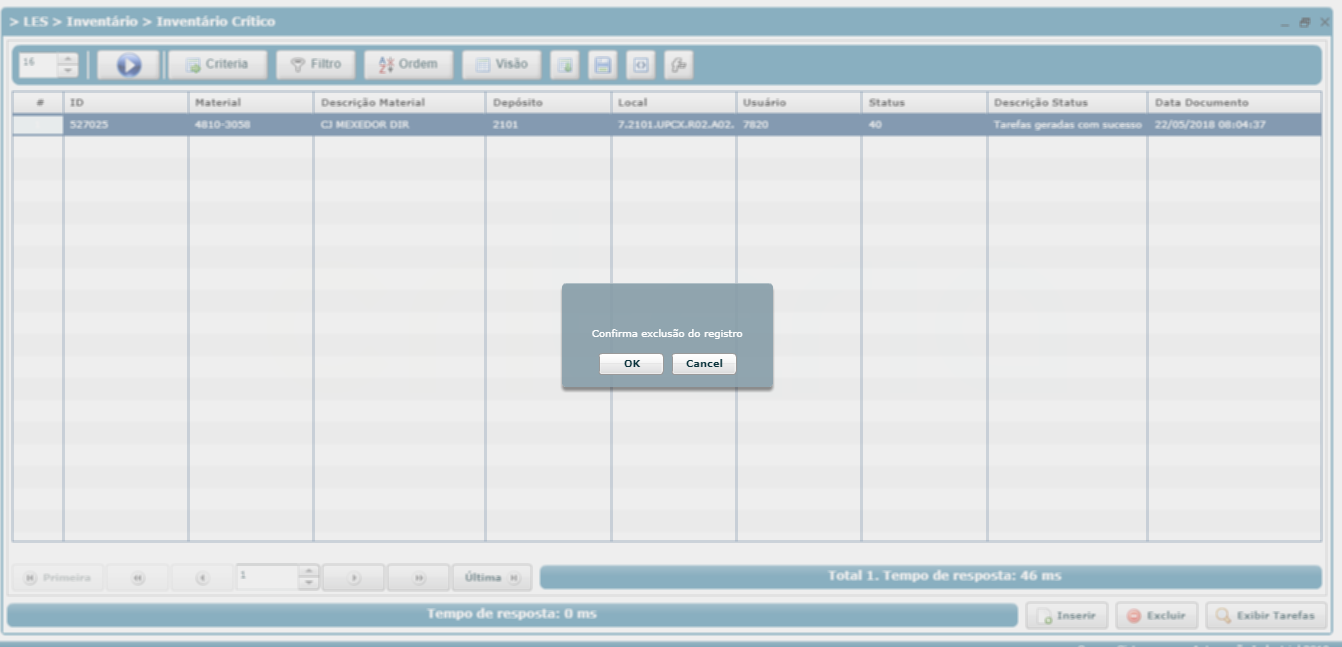 > LES > Inventário > Inventário Crítico
16 Criteria Filtro Ordem Visão
# ID Material Descrição Material Depósito Local Usuário Status Descrição Status Data Documento
527025 4810-3058 CJ MEXEDOR DIR 2101 7.2101.UPCX.R02.A02. 7820 40 Tarefas geradas com sucesso 22/05/2018 08:04:37
Confirma exclusão do registro
OK Cancel
Primeira 1 Última Total 1. Tempo de resposta: 46 ms
Tempo de resposta: 0 ms Inserir Excluir Exibir Tarefas